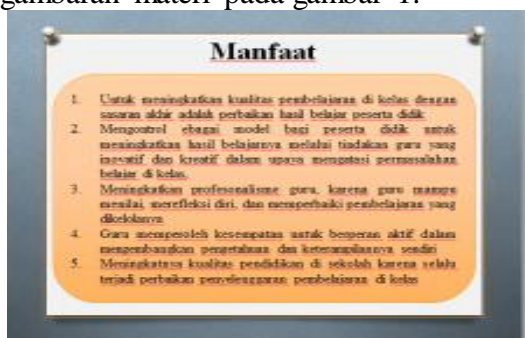 gambaran materi pada gambar 1.
Manfaat
1. Untuk meningkatkan kualitas pembelajaran di kelas dengan
sasaran akhir adalah perbaikan hasil belajar peserta didik
2. Mengontrol ebagai model bagi peserta didik untuk
meningkatkan hasil belajarnya melalui tindakan guru yang
inovatif dan kreatif dalam upaya mengatasi permasalahan
belajar di kelas.
3. Meningkatkan profesonalisme guru, karena guru mampu
menilai, merefleksi diri, dan memperbaiki pembelajaran yang
dikelolanya
4. Guru memperoleh kesempatan untuk berperan aktif dalam
mengembangkan pengetahuan dan keterampilannya sendiri
5. Meningkatnya kualitas pendidikan di sekolah karena selalu
terjadi perbaikan penyelenggaran pembelajaran di kelas